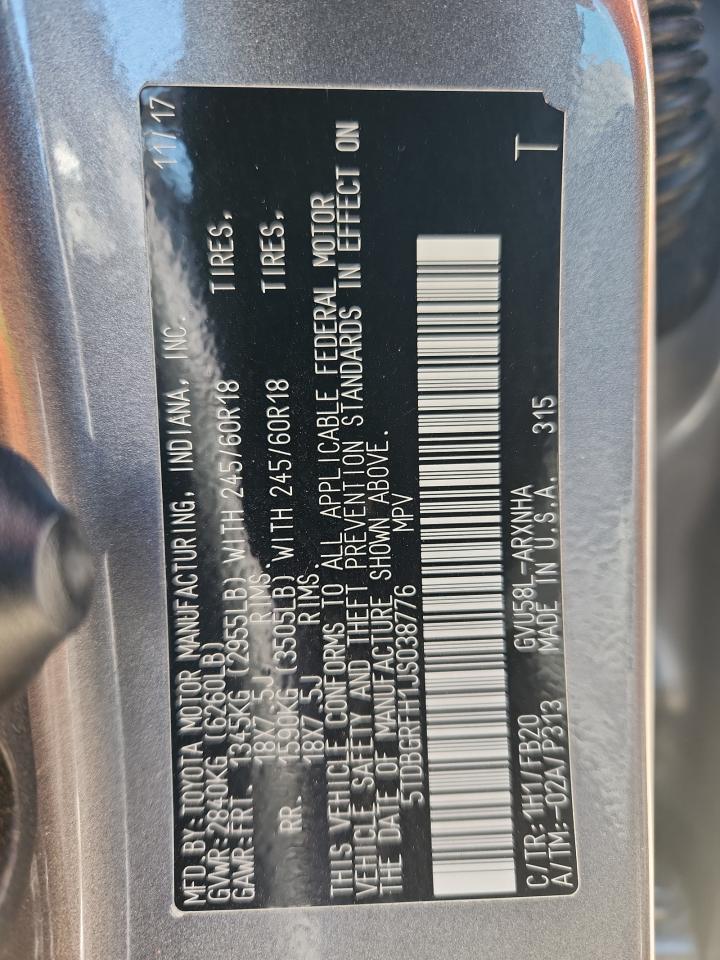 MFD.BY:TOYOTA MOTOR MANUFACTURING, INDIANA, INC. 11/17
GVWR:2840KG (6260LB)
GAWR:FRT. 1345KG (2955LB) WITH 245/60R18 TIRES,
18X7.5J RIMS.
RR. 1590KG (3505LB) WITH 245/60R18 TIRES,
18X7.5J RIMS.
THIS VEHICLE CONFORMS TO ALL APPLICABLE FEDERAL MOTOR
VEHICLE SAFETY AND THEFT PREVENTION STANDARDS IN EFFECT ON
THE DATE OF MANUFACTURE SHOWN ABOVE.
5TDBGRFH1JS038776 MPV
C/TR:1H1/FB20 GVU58L-ARXNHA T
A/TM:-02A/P313 MADE IN U.S.A. 315